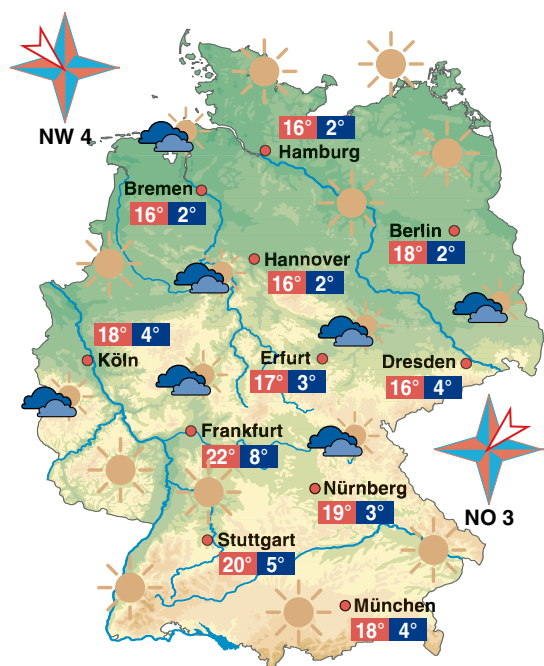 NW 4
16° 2°
Hamburg
Bremen
16° 2°
Berlin
18° 2°
Hannover
16° 2°
18° 4°
Köln
Erfurt
17° 3°
Dresden
16° 4°
Frankfurt
22° 8°
Nürnberg
19° 3°
NO 3
Stuttgart
20° 5°
München
18° 4°